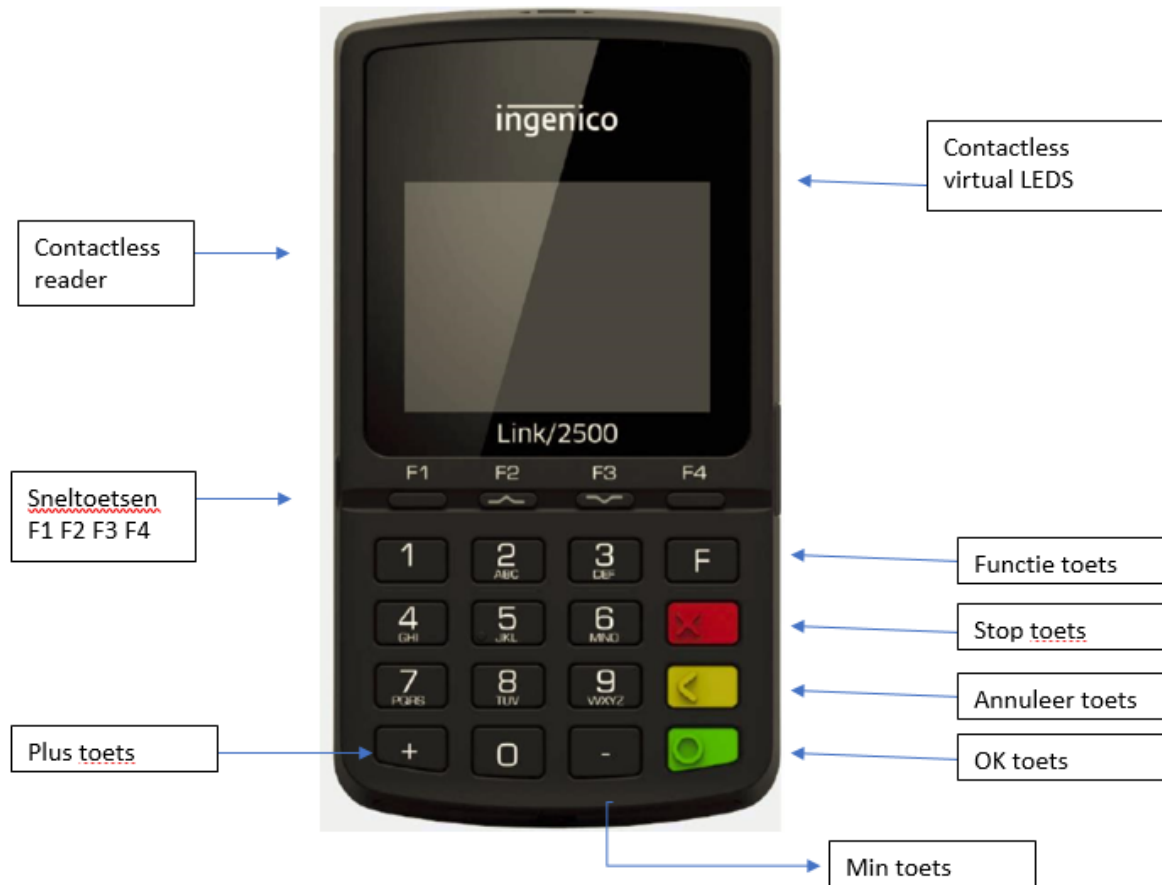 ingenico
Contactless
virtual LEDS
Contactless
reader
Link/2500
F1 F2 F3 F4
Sneltoetsen
F1 F2 F3 F4
1 2 ABC 3 DEF F
Functie toets
4 GHI 5 JKL 6 MNO
Stop toets
7 PQRS 8 TUV 9 WXYZ
Annuleer toets
Plus toets
+ 0 -
OK toets
Min toets